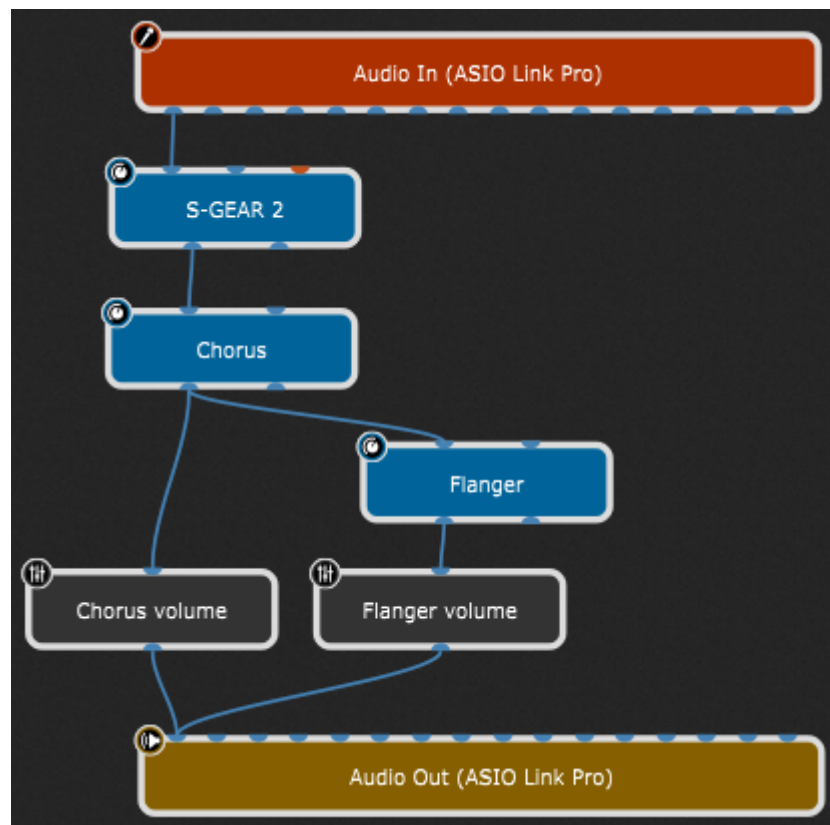 Audio In (ASIO Link Pro)
S-GEAR 2
Chorus
Flanger
Chorus volume
Flanger volume
Audio Out (ASIO Link Pro)